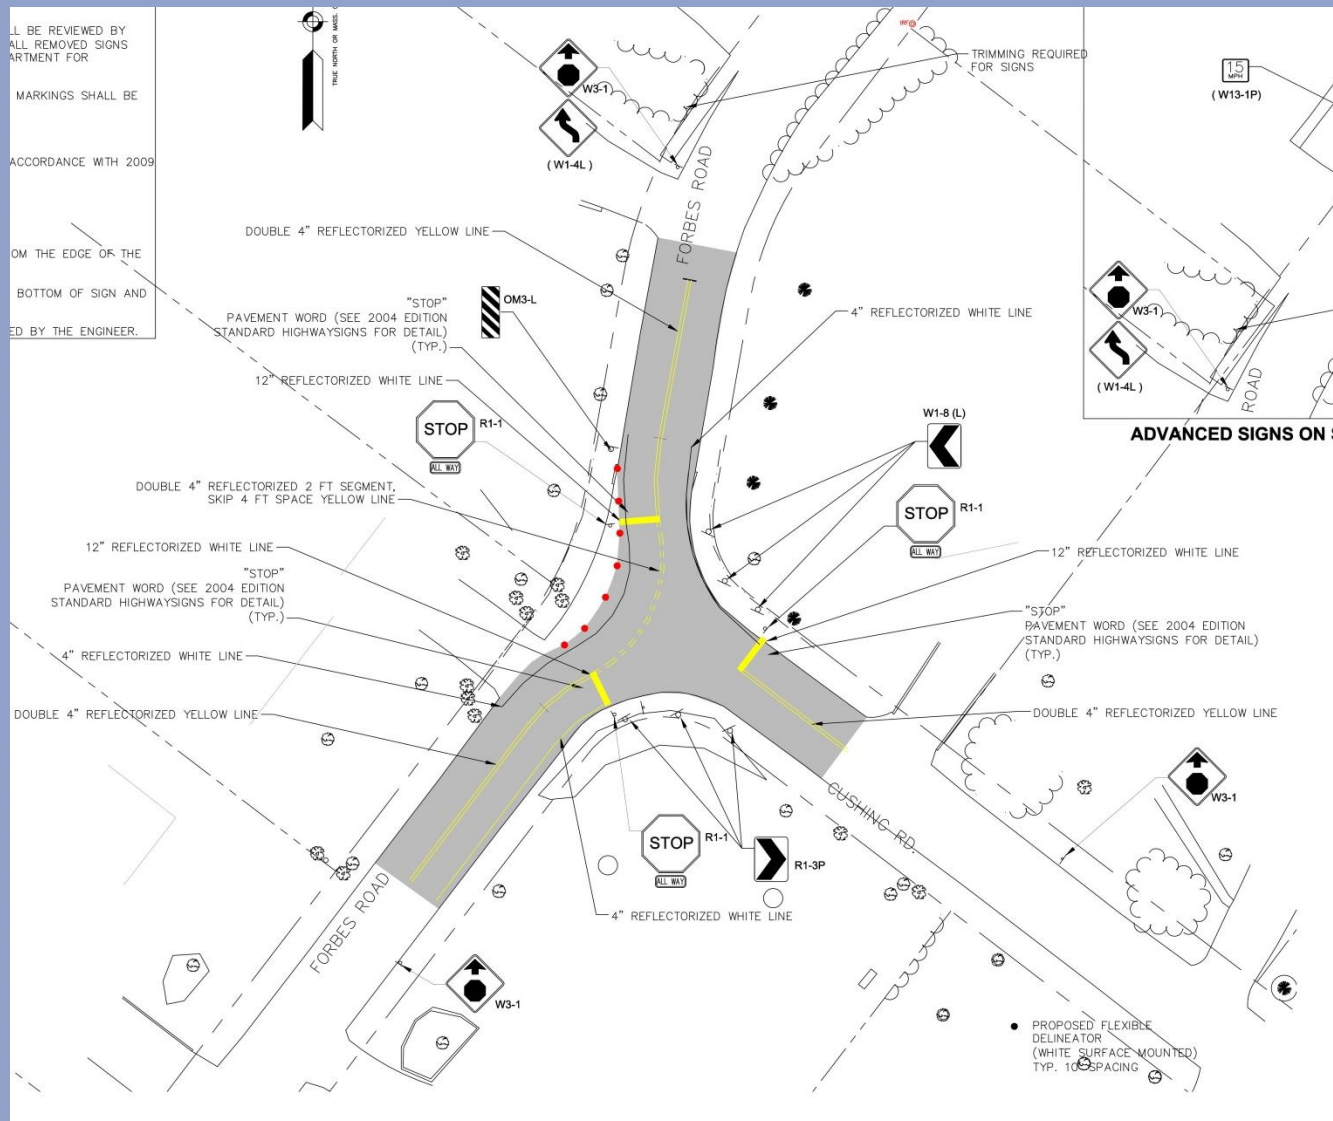 LL BE REVIEWED BY
ALL REMOVED SIGNS
ARTMENT FOR
MARKINGS SHALL BE
ACCORDANCE WITH 2009
OM THE EDGE OF THE
BOTTOM OF SIGN AND
ED BY THE ENGINEER.
TRUE NORTH OR MASS.
W3-1
( W1-4L )
TRIMMING REQUIRED
FOR SIGNS
IRF
15
MPH
( W13-1P)
FORBES ROAD
DOUBLE 4" REFLECTORIZED YELLOW LINE
OM3-L
"STOP"
PAVEMENT WORD (SEE 2004 EDITION
STANDARD HIGHWAYSIGNS FOR DETAIL)
(TYP.)
4" REFLECTORIZED WHITE LINE
W3-1
( W1-4L )
ROAD
ADVANCED SIGNS ON S
12" REFLECTORIZED WHITE LINE
STOP
R1-1
ALL WAY
W1-8 (L)
DOUBLE 4" REFLECTORIZED 2 FT SEGMENT,
SKIP 4 FT SPACE YELLOW LINE
STOP
R1-1
ALL WAY
12" REFLECTORIZED WHITE LINE
12" REFLECTORIZED WHITE LINE
"STOP"
PAVEMENT WORD (SEE 2004 EDITION
STANDARD HIGHWAYSIGNS FOR DETAIL)
(TYP.)
"STOP"
PAVEMENT WORD (SEE 2004 EDITION
STANDARD HIGHWAYSIGNS FOR DETAIL)
(TYP.)
4" REFLECTORIZED WHITE LINE
DOUBLE 4" REFLECTORIZED YELLOW LINE
DOUBLE 4" REFLECTORIZED YELLOW LINE
CUSHING RD.
W3-1
STOP
R1-1
ALL WAY
R1-3P
4" REFLECTORIZED WHITE LINE
FORBES ROAD
W3-1
PROPOSED FLEXIBLE
DELINEATOR
(WHITE SURFACE MOUNTED)
TYP. 10' SPACING